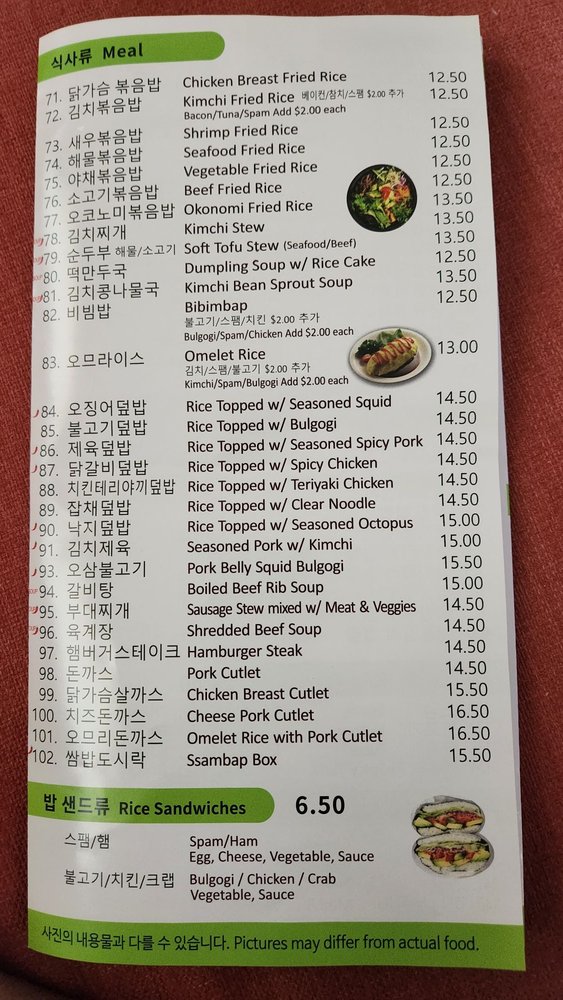 식사류 Meal
71. 닭가슴 볶음밥 Chicken Breast Fried Rice 12.50
72. 김치볶음밥 Kimchi Fried Rice 베이컨/참치/스팸 $2.00 추가 12.50
Bacon/Tuna/Spam Add $2.00 each
73. 새우볶음밥 Shrimp Fried Rice 12.50
74. 해물볶음밥 Seafood Fried Rice 12.50
75. 야채볶음밥 Vegetable Fried Rice 12.50
76. 소고기볶음밥 Beef Fried Rice 12.50
77. 오코노미볶음밥 Okonomi Fried Rice 13.50
78. 김치찌개 Kimchi Stew 13.50
79. 순두부 해물/소고기 Soft Tofu Stew (Seafood/Beef) 13.50
80. 떡만두국 Dumpling Soup w/ Rice Cake 12.50
81. 김치콩나물국 Kimchi Bean Sprout Soup 13.50
82. 비빔밥 Bibimbap 12.50
불고기/스팸/치킨 $2.00 추가
Bulgogi/Spam/Chicken Add $2.00 each
83. 오므라이스 Omelet Rice 13.00
김치/스팸/불고기 $2.00 추가
Kimchi/Spam/Bulgogi Add $2.00 each
84. 오징어덮밥 Rice Topped w/ Seasoned Squid 14.50
85. 불고기덮밥 Rice Topped w/ Bulgogi 14.50
86. 제육덮밥 Rice Topped w/ Seasoned Spicy Pork 14.50
87. 닭갈비덮밥 Rice Topped w/ Spicy Chicken 14.50
88. 치킨테리야끼덮밥 Rice Topped w/ Teriyaki Chicken 14.50
89. 잡채덮밥 Rice Topped w/ Clear Noodle 14.50
90. 낙지덮밥 Rice Topped w/ Seasoned Octopus 15.00
91. 김치제육 Seasoned Pork w/ Kimchi 15.00
93. 오삼불고기 Pork Belly Squid Bulgogi 15.50
94. 갈비탕 Boiled Beef Rib Soup 15.00
95. 부대찌개 Sausage Stew mixed w/ Meat & Veggies 14.50
96. 육계장 Shredded Beef Soup 14.50
97. 햄버거스테이크 Hamburger Steak 14.50
98. 돈까스 Pork Cutlet 14.50
99. 닭가슴살까스 Chicken Breast Cutlet 15.50
100. 치즈돈까스 Cheese Pork Cutlet 16.50
101. 오므리돈까스 Omelet Rice with Pork Cutlet 16.50
102. 쌈밥도시락 Ssambap Box 15.50
밥 샌드류 Rice Sandwiches 6.50
스팸/햄 Spam/Ham
Egg, Cheese, Vegetable, Sauce
불고기/치킨/크랩 Bulgogi / Chicken / Crab
Vegetable, Sauce
사진의 내용물과 다를 수 있습니다. Pictures may differ from actual food.